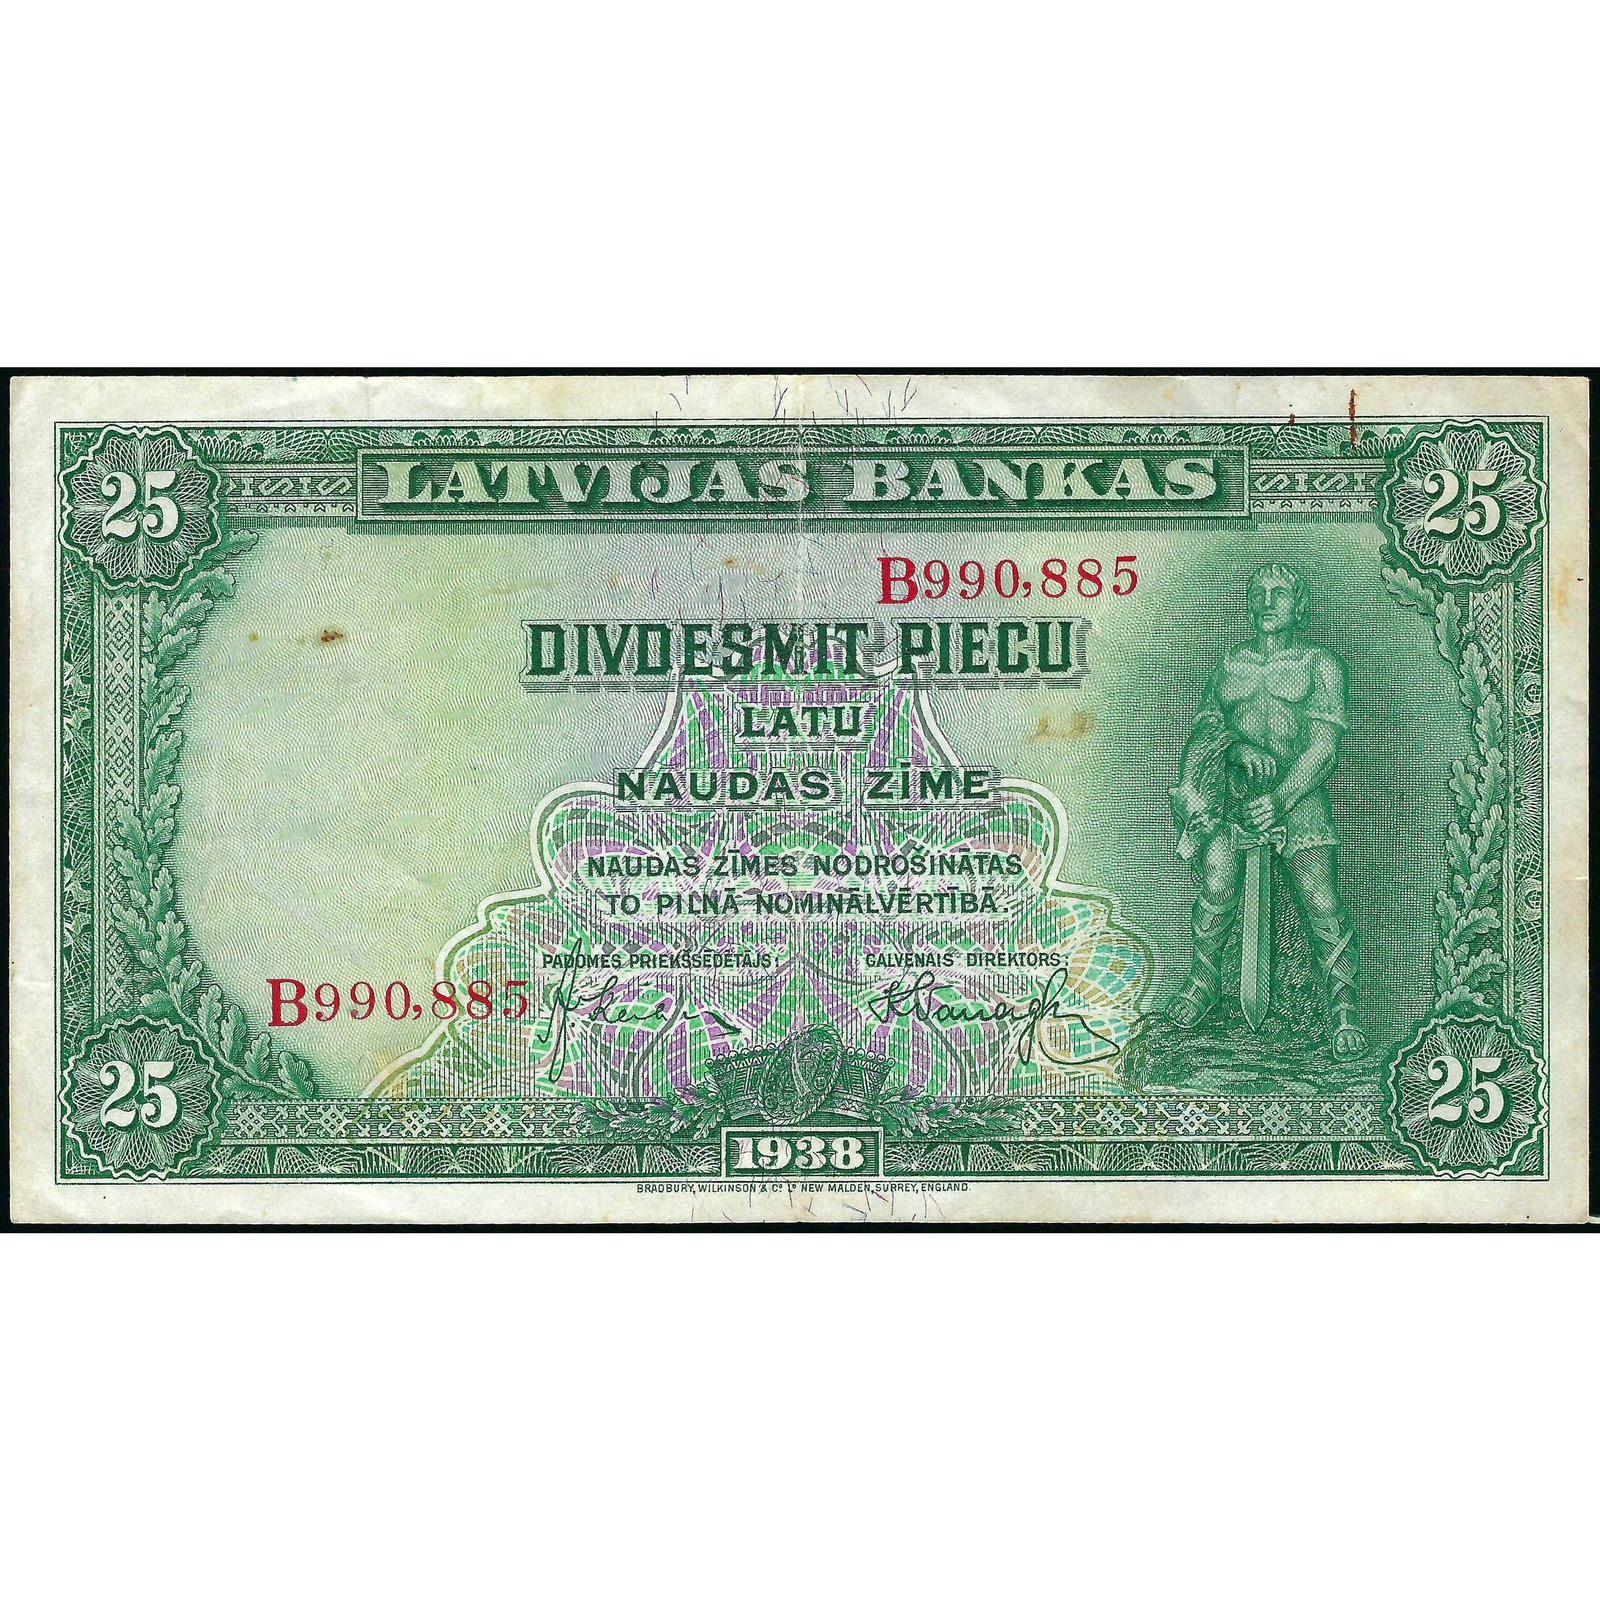 25 LATVIJAS BANKAS 25
B990,885
DIVDESMIT PIECU
LATU
NAUDAS ZĪME
NAUDAS ZĪMES NODROŠINĀTAS
TO PILNĀ NOMINĀLVĒRTĪBĀ.
PADOMES PRIEKŠSĒDĒTĀJS: GALVENAIS DIREKTORS:
B990,885
25 25
1938
BRADBURY, WILKINSON & Cº Lº NEW MALDEN, SURREY, ENGLAND.